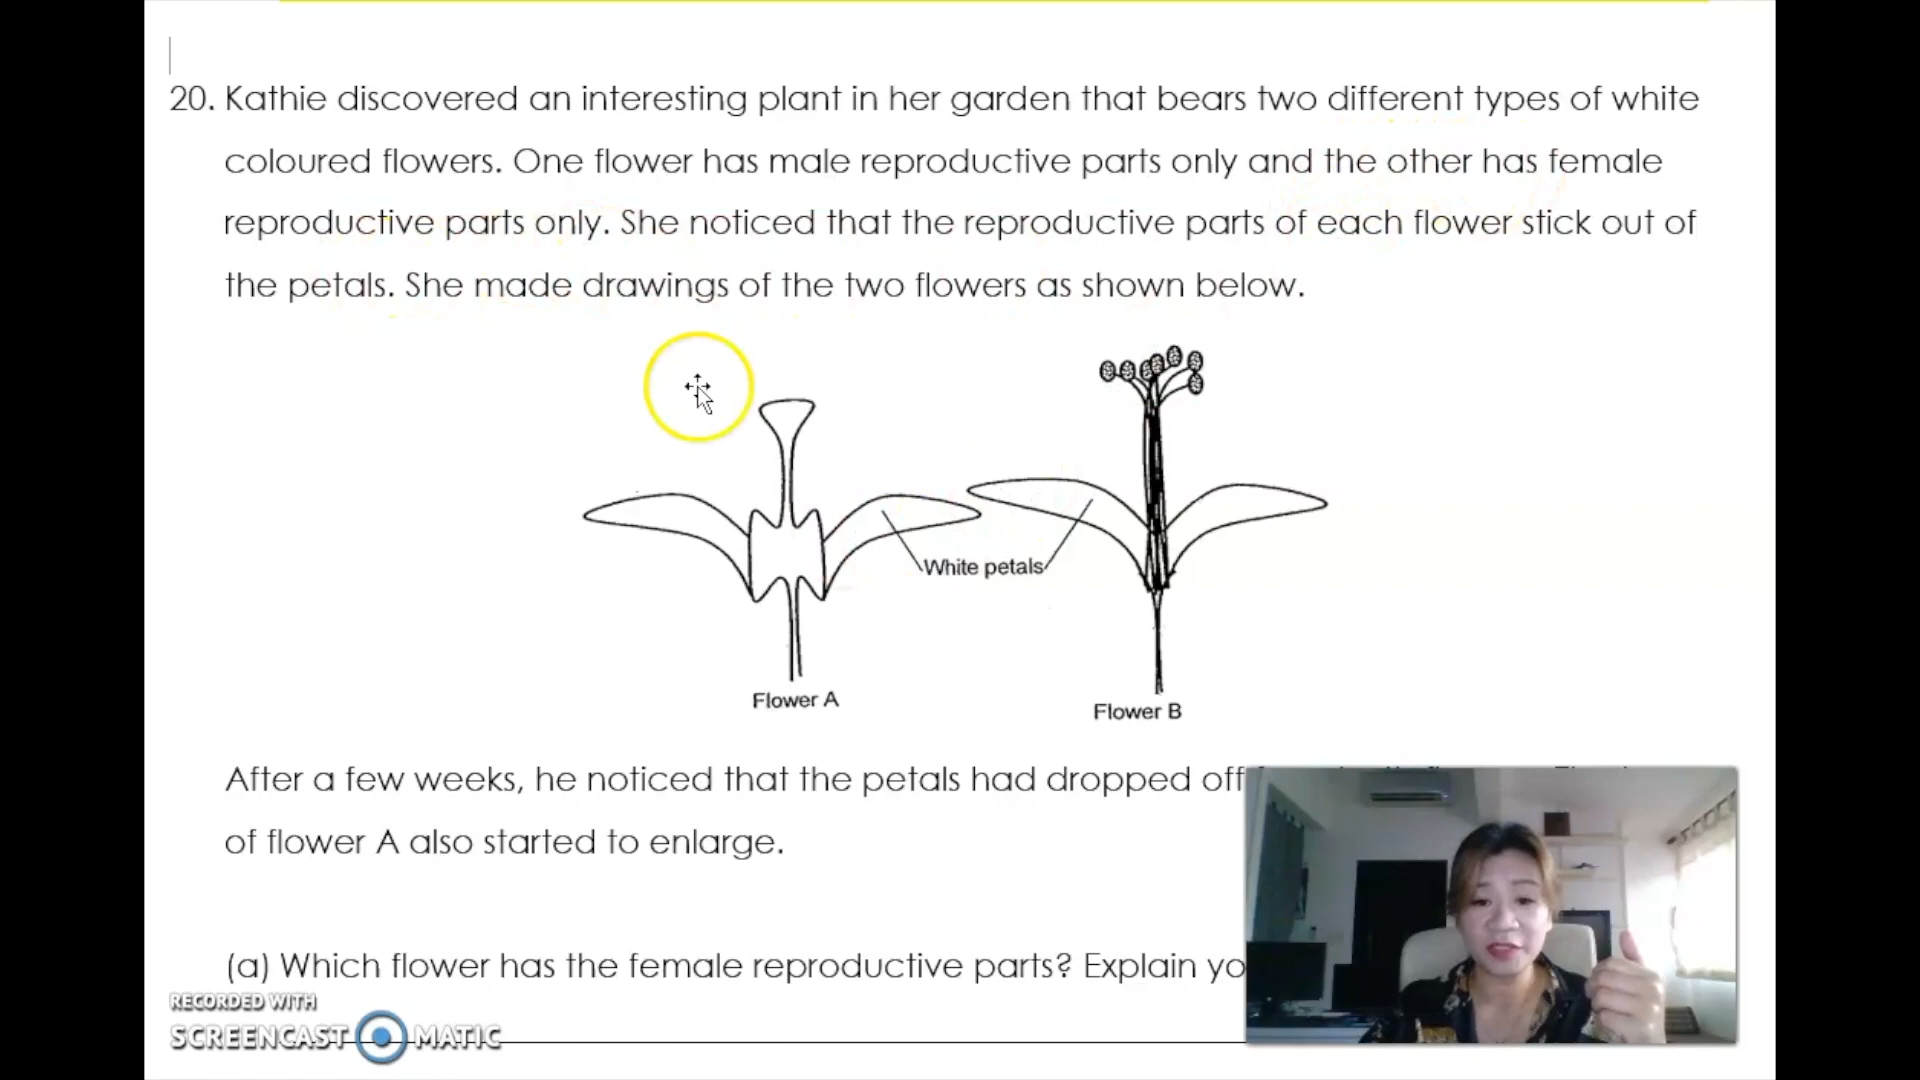 20. Kathie discovered an interesting plant in her garden that bears two different types of white
coloured flowers. One flower has male reproductive parts only and the other has female
reproductive parts only. She noticed that the reproductive parts of each flower stick out of
the petals. She made drawings of the two flowers as shown below.
White petals
Flower A
Flower B
After a few weeks, he noticed that the petals had dropped off
of flower A also started to enlarge.
(a) Which flower has the female reproductive parts? Explain yo
RECORDED WITH
SCREENCAST MATIC